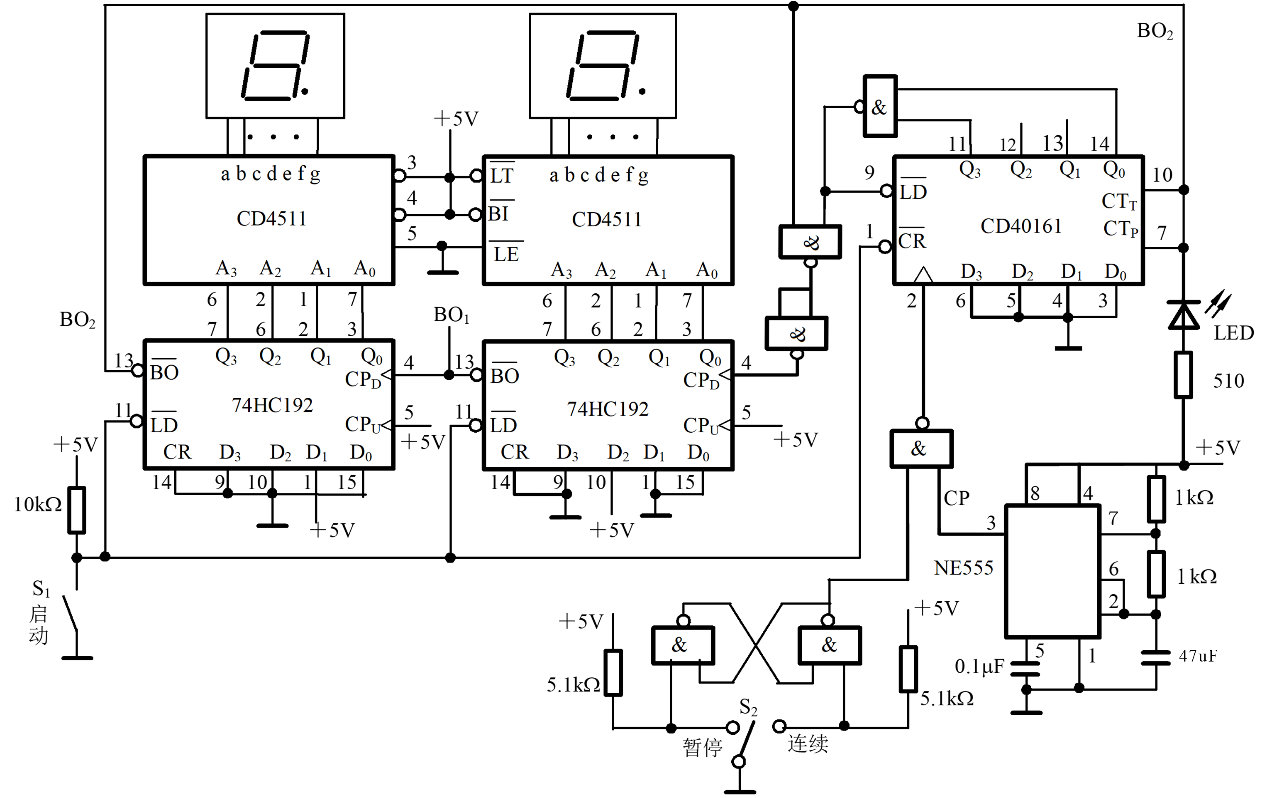 BO₂
+5V
&
11 12 13 14
3
a b c d e f g
LT
a b c d e f g
9
Q₃ Q₂ Q₁ Q₀
10
LD
CT_T
4
BI
CD4511
CD4511
1
CR
CD40161
CT_P
7
5
LE
&
A₃ A₂ A₁ A₀
A₃ A₂ A₁ A₀
D₃ D₂ D₁ D₀
2
6 5 4 3
6 2 1 7
6 2 1 7
BO₂
BO₁
&
LED
7 6 2 3
7 6 2 3
13
BO
Q₃ Q₂ Q₁ Q₀
CP_D
4
13
BO
Q₃ Q₂ Q₁ Q₀
CP_D
4
510
11
LD
74HC192
CP_U
5
+5V
11
LD
74HC192
CP_U
5
+5V
+5V
CR D₃ D₂ D₁ D₀
CR D₃ D₂ D₁ D₀
&
+5V
14 9 10 1 15
14 9 10 1 15
10kΩ
+5V
+5V
CP
8 4
1kΩ
3
7
NE555
6
1kΩ
2
S₁
启
动
+5V
+5V
&
&
5
1
0.1μF
47uF
5.1kΩ
5.1kΩ
S₂
暂停
连续